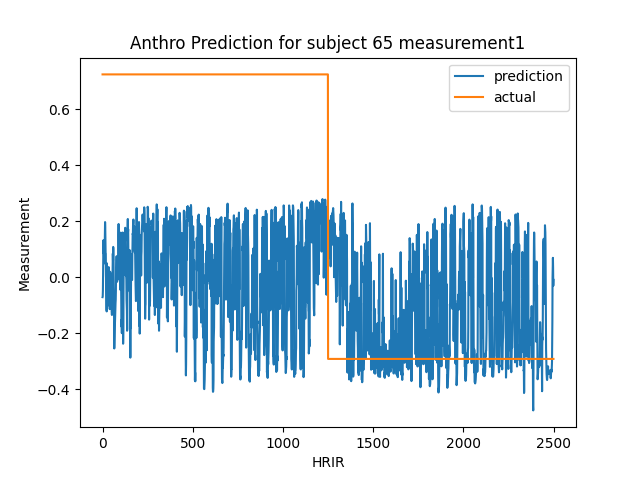 Anthro Prediction for subject 65 measurement1
prediction
actual
0.6
0.4
0.2
0.0
−0.2
−0.4
Measurement
0
500
1000
1500
2000
2500
HRIR